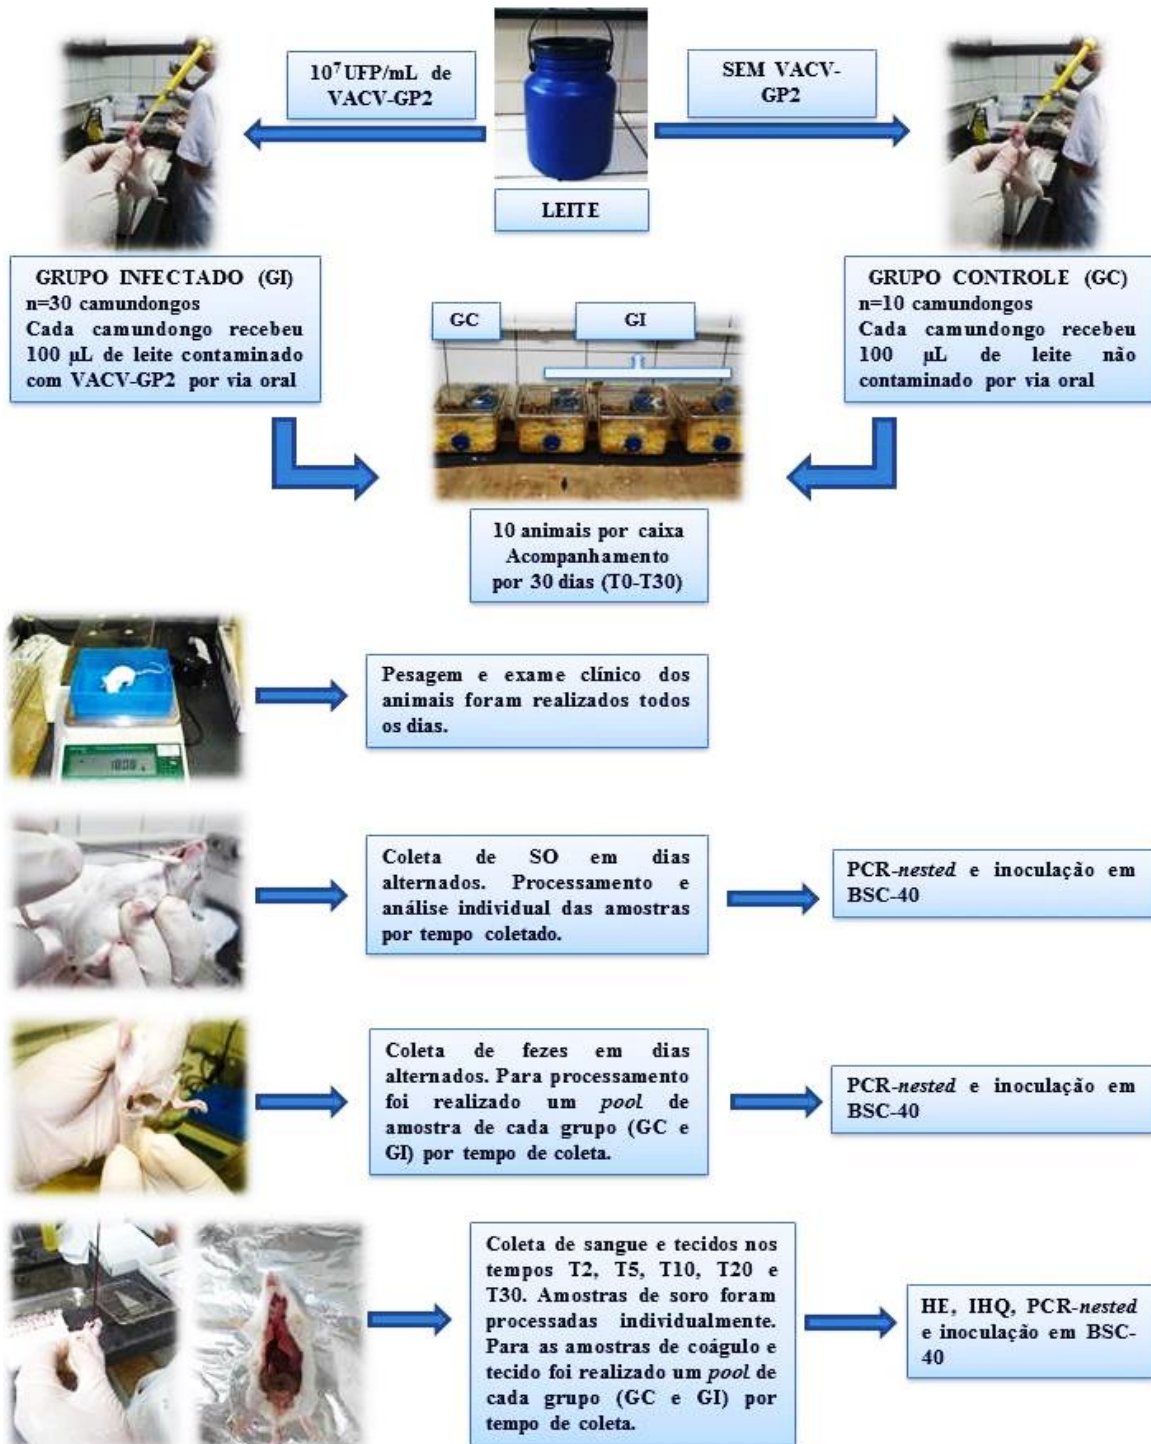 10⁷ UFP/mL de
VACV-GP2
SEM VACV-
GP2
LEITE
GRUPO INFECTADO (GI)
n=30 camundongos
Cada camundongo recebeu
100 µL de leite contaminado
com VACV-GP2 por via oral
GRUPO CONTROLE (GC)
n=10 camundongos
Cada camundongo recebeu
100 µL de leite não
contaminado por via oral
GC
GI
10 animais por caixa
Acompanhamento
por 30 dias (T0-T30)
Pesagem e exame clínico dos
animais foram realizados todos
os dias.
Coleta de SO em dias
alternados. Processamento e
análise individual das amostras
por tempo coletado.
PCR-nested e inoculação em
BSC-40
Coleta de fezes em dias
alternados. Para processamento
foi realizado um pool de
amostra de cada grupo (GC e
GI) por tempo de coleta.
PCR-nested e inoculação em
BSC-40
Coleta de sangue e tecidos nos
tempos T2, T5, T10, T20 e
T30. Amostras de soro foram
processadas individualmente.
Para as amostras de coágulo e
tecido foi realizado um pool de
cada grupo (GC e GI) por
tempo de coleta.
HE, IHQ, PCR-nested
e inoculação em BSC-
40